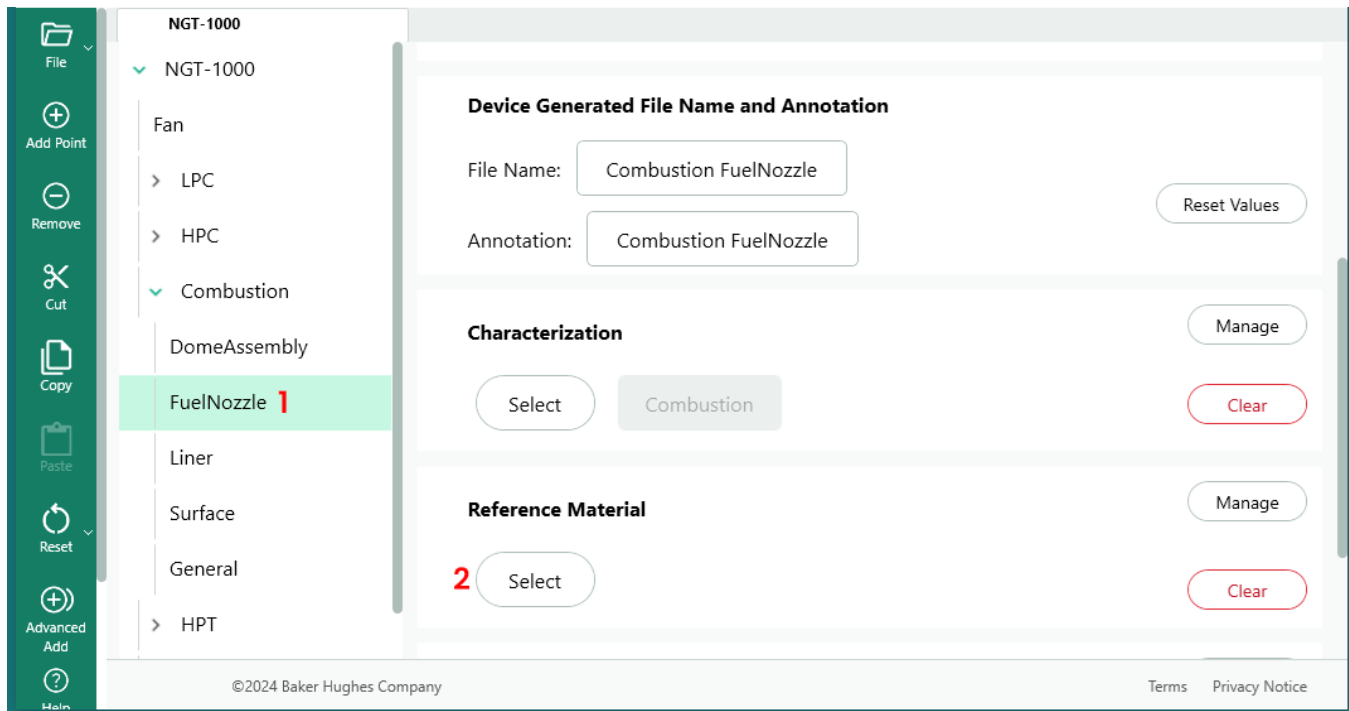 File
Add Point
Remove
Cut
Copy
Paste
Reset
Advanced
Add
Help
NGT-1000
NGT-1000
Fan
LPC
HPC
Combustion
DomeAssembly
FuelNozzle 1
Liner
Surface
General
HPT
Device Generated File Name and Annotation
File Name: Combustion FuelNozzle
Reset Values
Annotation: Combustion FuelNozzle
Characterization
Manage
Select Combustion
Clear
Reference Material
Manage
2 Select
Clear
©2024 Baker Hughes Company
Terms Privacy Notice